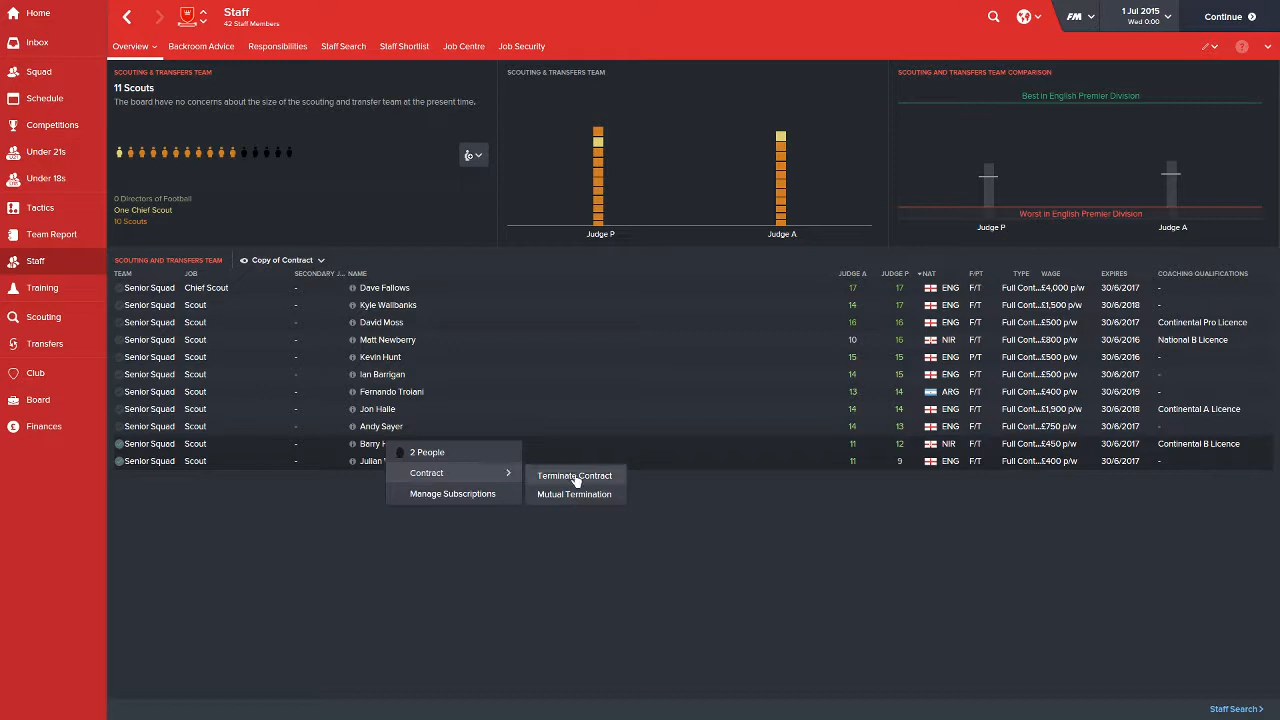 Home
Inbox
Squad
Schedule
Competitions
Under 21s
Under 18s
Tactics
Team Report
Staff
Training
Scouting
Transfers
Club
Board
Finances
Staff
42 Staff Members
FM
1 Jul 2015
Wed 0:00
Continue
Overview Backroom Advice Responsibilities Staff Search Staff Shortlist Job Centre Job Security
SCOUTING & TRANSFERS TEAM
11 Scouts
The board have no concerns about the size of the scouting and transfer team at the present time.
0 Directors of Football
One Chief Scout
10 Scouts
SCOUTING & TRANSFERS TEAM
Judge P Judge A
SCOUTING AND TRANSFERS TEAM COMPARISON
Best in English Premier Division
Worst in English Premier Division
Judge P Judge A
SCOUTING AND TRANSFERS TEAM Copy of Contract
TEAM JOB SECONDARY J... NAME JUDGE A JUDGE P NAT F/PT TYPE WAGE EXPIRES COACHING QUALIFICATIONS
Senior Squad Chief Scout - Dave Fallows 17 17 ENG F/T Full Cont... £4,000 p/w 30/6/2017 -
Senior Squad Scout - Kyle Wallbanks 14 17 ENG F/T Full Cont... £1,500 p/w 30/6/2018 -
Senior Squad Scout - David Moss 16 16 ENG F/T Full Cont... £500 p/w 30/6/2017 Continental Pro Licence
Senior Squad Scout - Matt Newberry 10 16 NIR F/T Full Cont... £800 p/w 30/6/2016 National B Licence
Senior Squad Scout - Kevin Hunt 15 15 ENG F/T Full Cont... £500 p/w 30/6/2016 -
Senior Squad Scout - Ian Barrigan 14 15 ENG F/T Full Cont... £500 p/w 30/6/2017 -
Senior Squad Scout - Fernando Troiani 13 14 ARG F/T Full Cont... £400 p/w 30/6/2019 -
Senior Squad Scout - Jon Halle 14 14 ENG F/T Full Cont... £1,900 p/w 30/6/2018 Continental A Licence
Senior Squad Scout - Andy Sayer 14 13 ENG F/T Full Cont... £750 p/w 30/6/2017 -
Senior Squad Scout - Barry 11 12 NIR F/T Full Cont... £450 p/w 30/6/2017 Continental B Licence
Senior Squad Scout - Julian 11 9 ENG F/T Full Cont... £400 p/w 30/6/2017 -
2 People
Contract
Manage Subscriptions
Terminate Contract
Mutual Termination
Staff Search